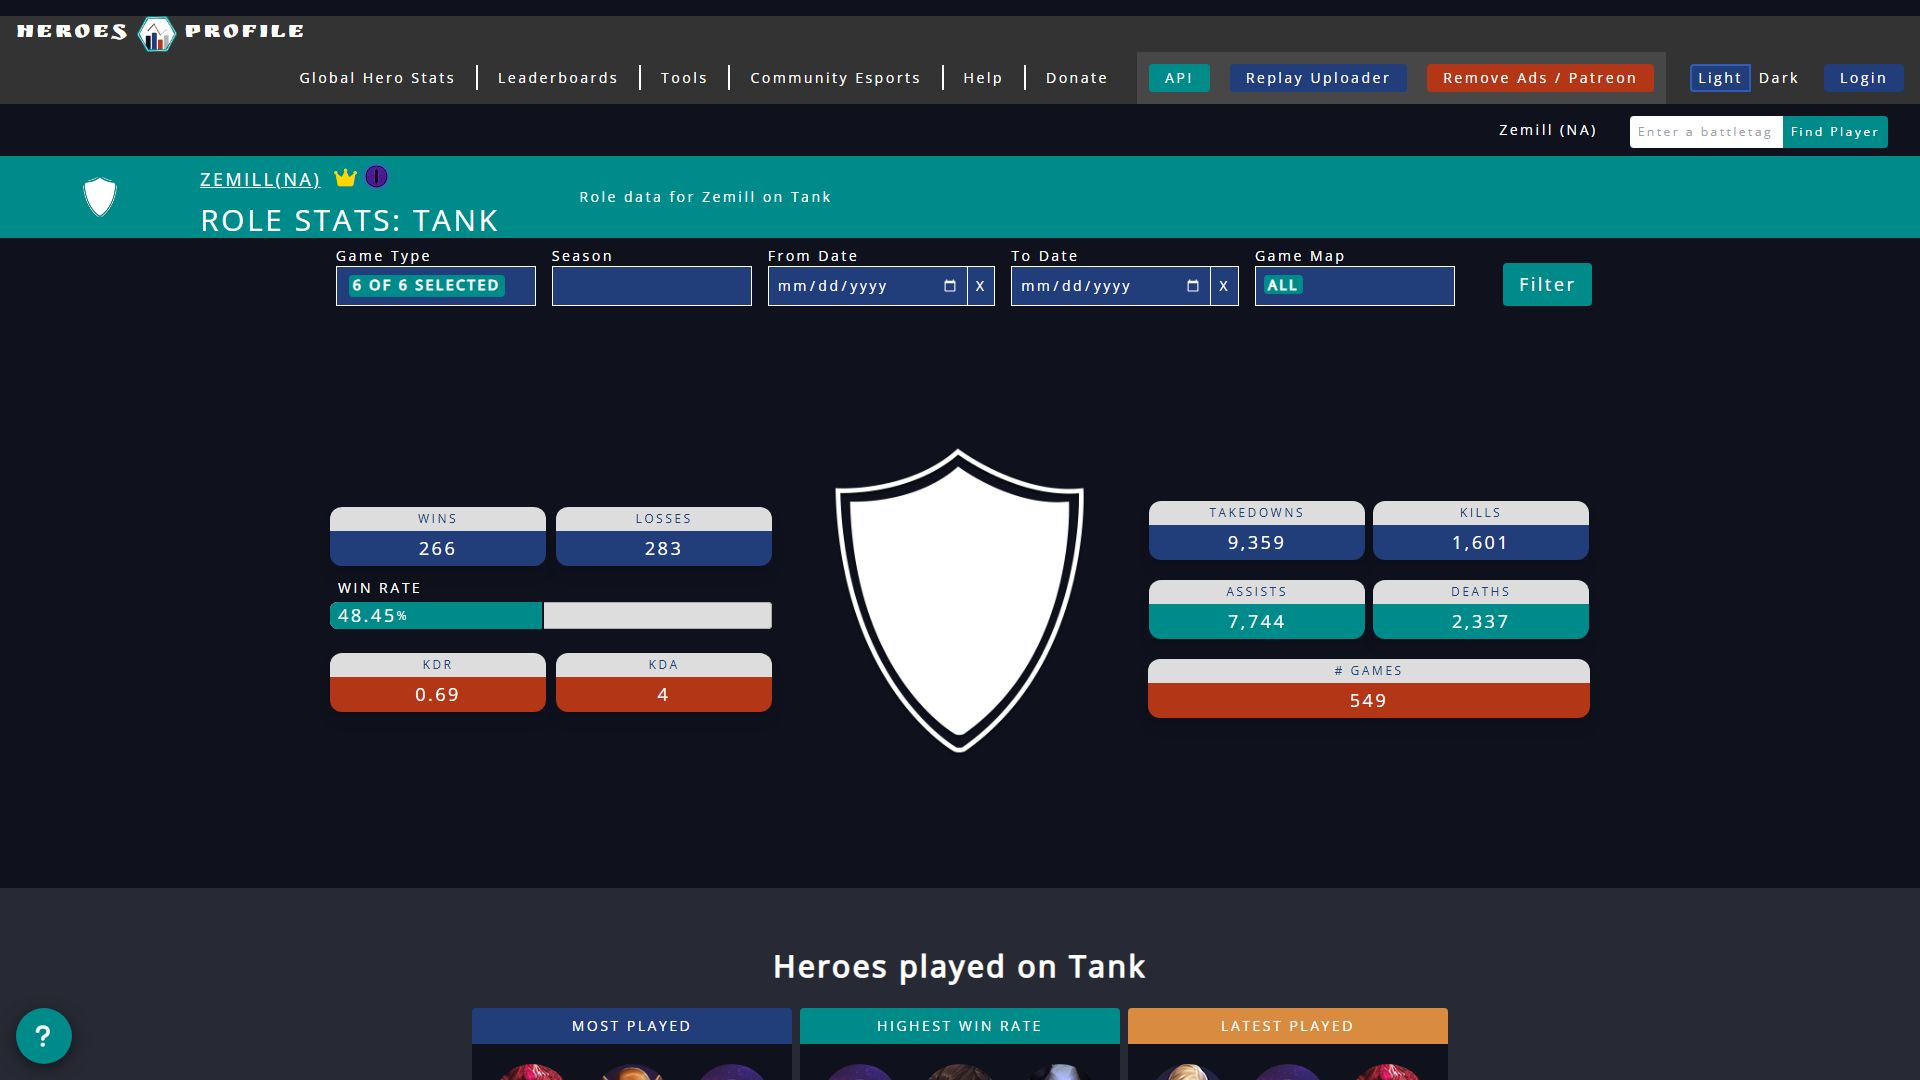 HEROES PROFILE
Global Hero Stats Leaderboards Tools Community Esports Help Donate API Replay Uploader Remove Ads / Patreon Light Dark Login
Zemill (NA) Enter a battletag Find Player
ZEMILL(NA)
ROLE STATS: TANK
Role data for Zemill on Tank
Game Type Season From Date To Date Game Map
6 OF 6 SELECTED mm/dd/yyyy X mm/dd/yyyy X ALL Filter
WINS LOSSES
266 283
WIN RATE
48.45%
KDR KDA
0.69 4
TAKEDOWNS KILLS
9,359 1,601
ASSISTS DEATHS
7,744 2,337
# GAMES
549
Heroes played on Tank
MOST PLAYED HIGHEST WIN RATE LATEST PLAYED
?